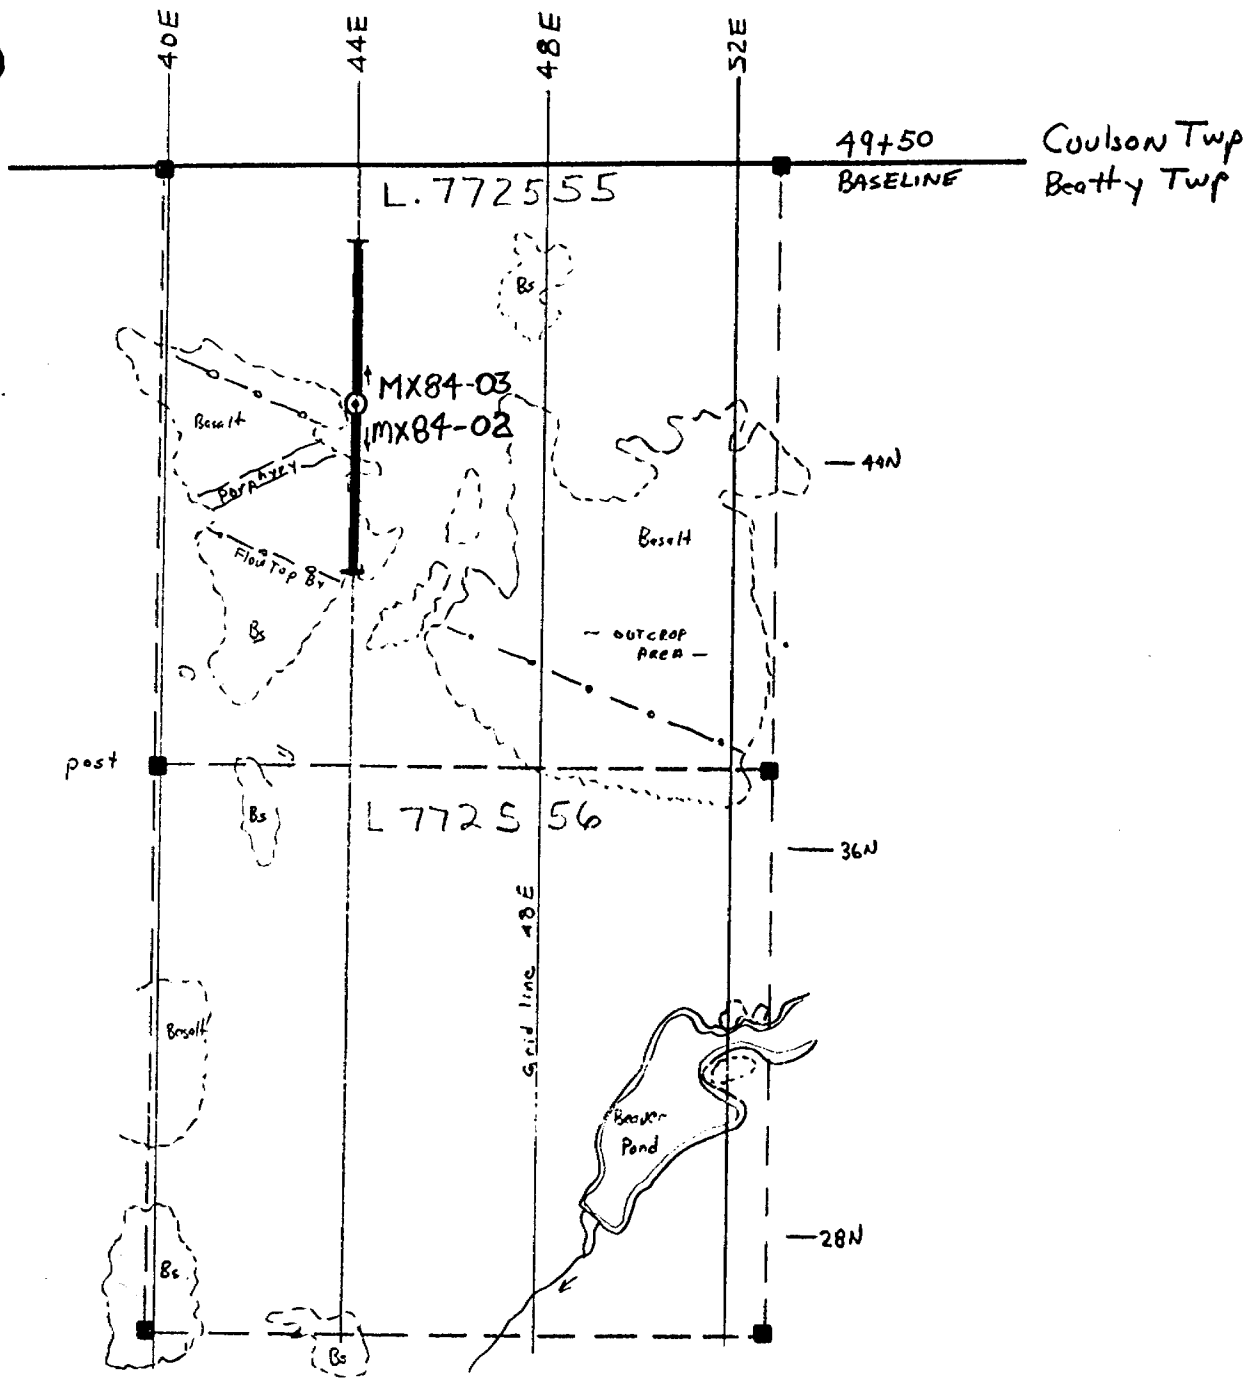 40E
44E
48E
52E
49+50
BASELINE
Coulson Twp
Beatty Twp
L. 772555
Bs
MX84-03
MX84-02
Basalt
Porphyry
44N
Basalt
Flow Top Br
Bs
- OUTCROP
AREA -
post
Bs
L 772556
36N
Grid line 48E
Basalt
Beaver
Pond
28N
Bs
Bs